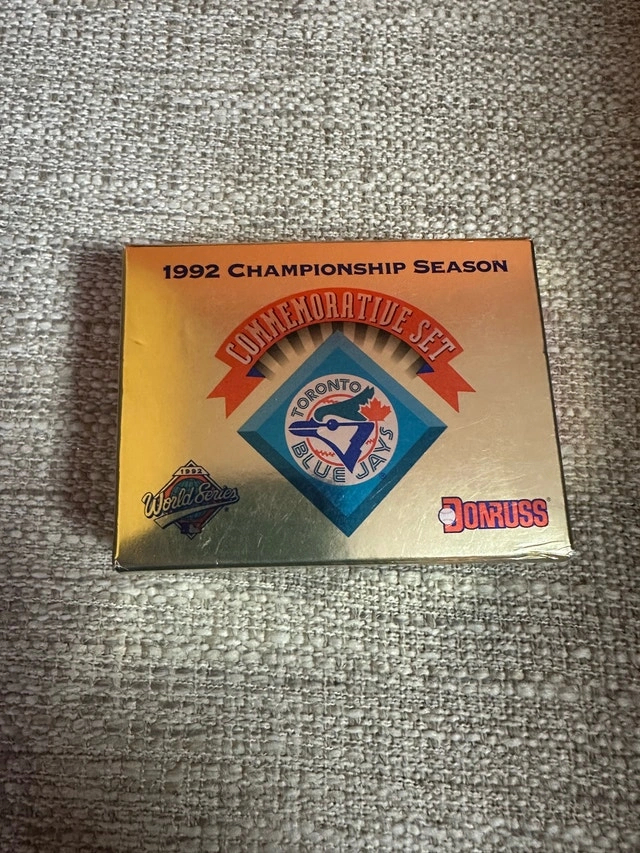 1992 CHAMPIONSHIP SEASON
COMMEMORATIVE SET
TORONTO
BLUE JAYS
1992
World Series
DONRUSS